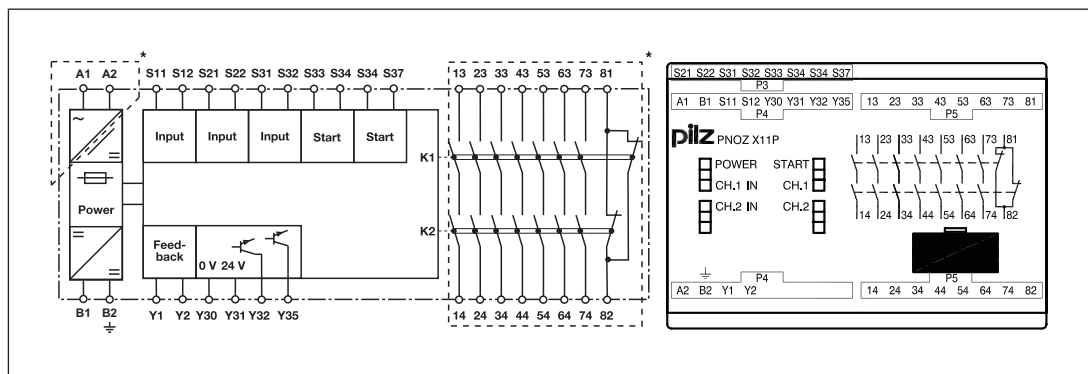 *
*
A1 A2 S11 S12 S21 S22 S31 S32 S33 S34 S34 S37
13 23 33 43 53 63 73 81
~
=
Input Input Input Start Start
K1
Power
K2
=
=
Feed-
back
0 V 24 V
B1 B2 Y1 Y2 Y30 Y31 Y32 Y35
14 24 34 44 54 64 74 82
S21 S22 S31 S32 S33 S34 S34 S37
P3
A1 B1 S11 S12 Y30 Y31 Y32 Y35
P4
13 23 33 43 53 63 73 81
P5
pilz PNOZ X11P
13 23 33 43 53 63 73 81
POWER START
CH.1 IN CH.1
CH.2 IN CH.2
14 24 34 44 54 64 74 82
P4
A2 B2 Y1 Y2
P5
14 24 34 44 54 64 74 82